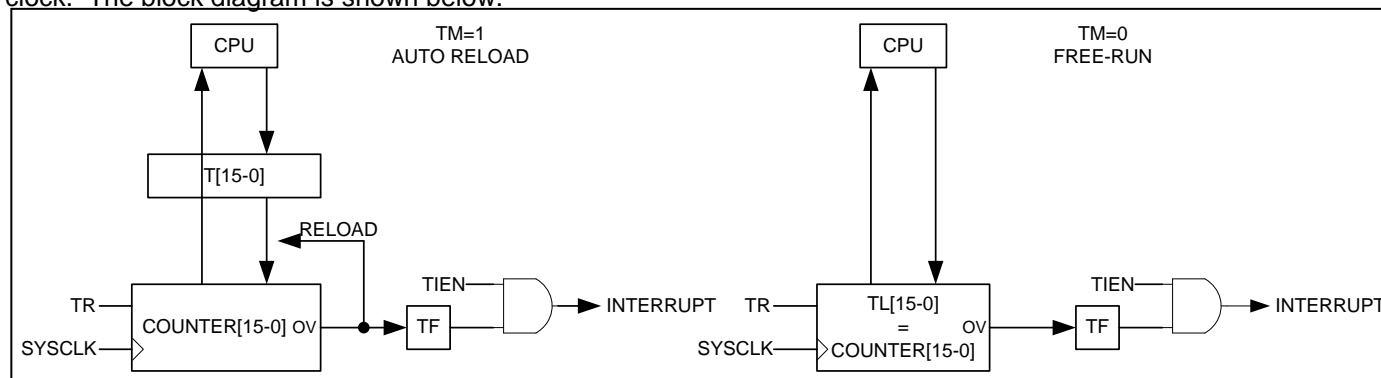 clock. The block diagram is shown below.
CPU
TM=1
AUTO RELOAD
T[15-0]
RELOAD
TR
SYSCLK
COUNTER[15-0]
OV
TF
TIEN
INTERRUPT
CPU
TM=0
FREE-RUN
TR
SYSCLK
TL[15-0]
=
COUNTER[15-0]
OV
TF
TIEN
INTERRUPT